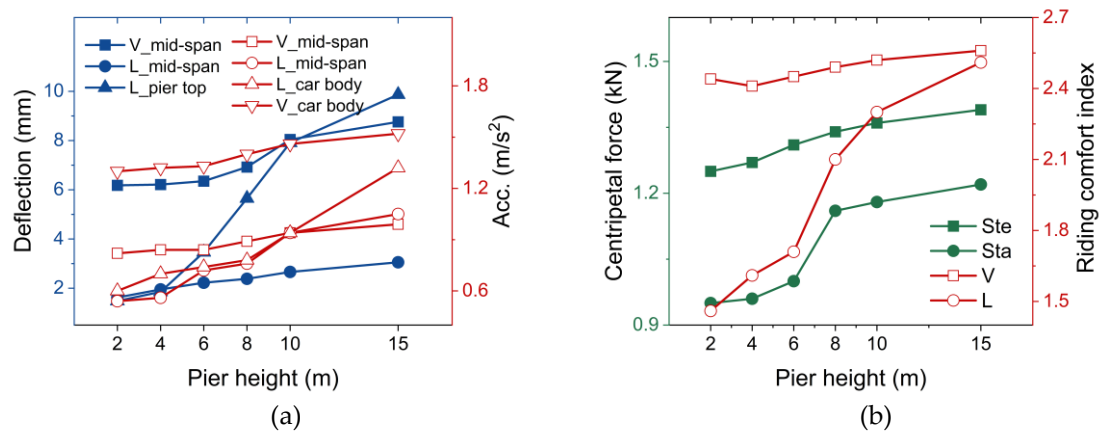 (a)
V_mid-span
L_mid-span
L_pier top
V_mid-span
L_mid-span
L_car body
V_car body
Deflection (mm)
10
8
6
4
2
Acc. (m/s²)
1.8
1.2
0.6
2 4 6 8 10 15
Pier height (m)
(a)
(b)
Centripetal force (kN)
1.5
1.2
0.9
Riding comfort index
2.7
2.4
2.1
1.8
1.5
Ste
Sta
V
L
2 4 6 8 10 15
Pier height (m)
(b)